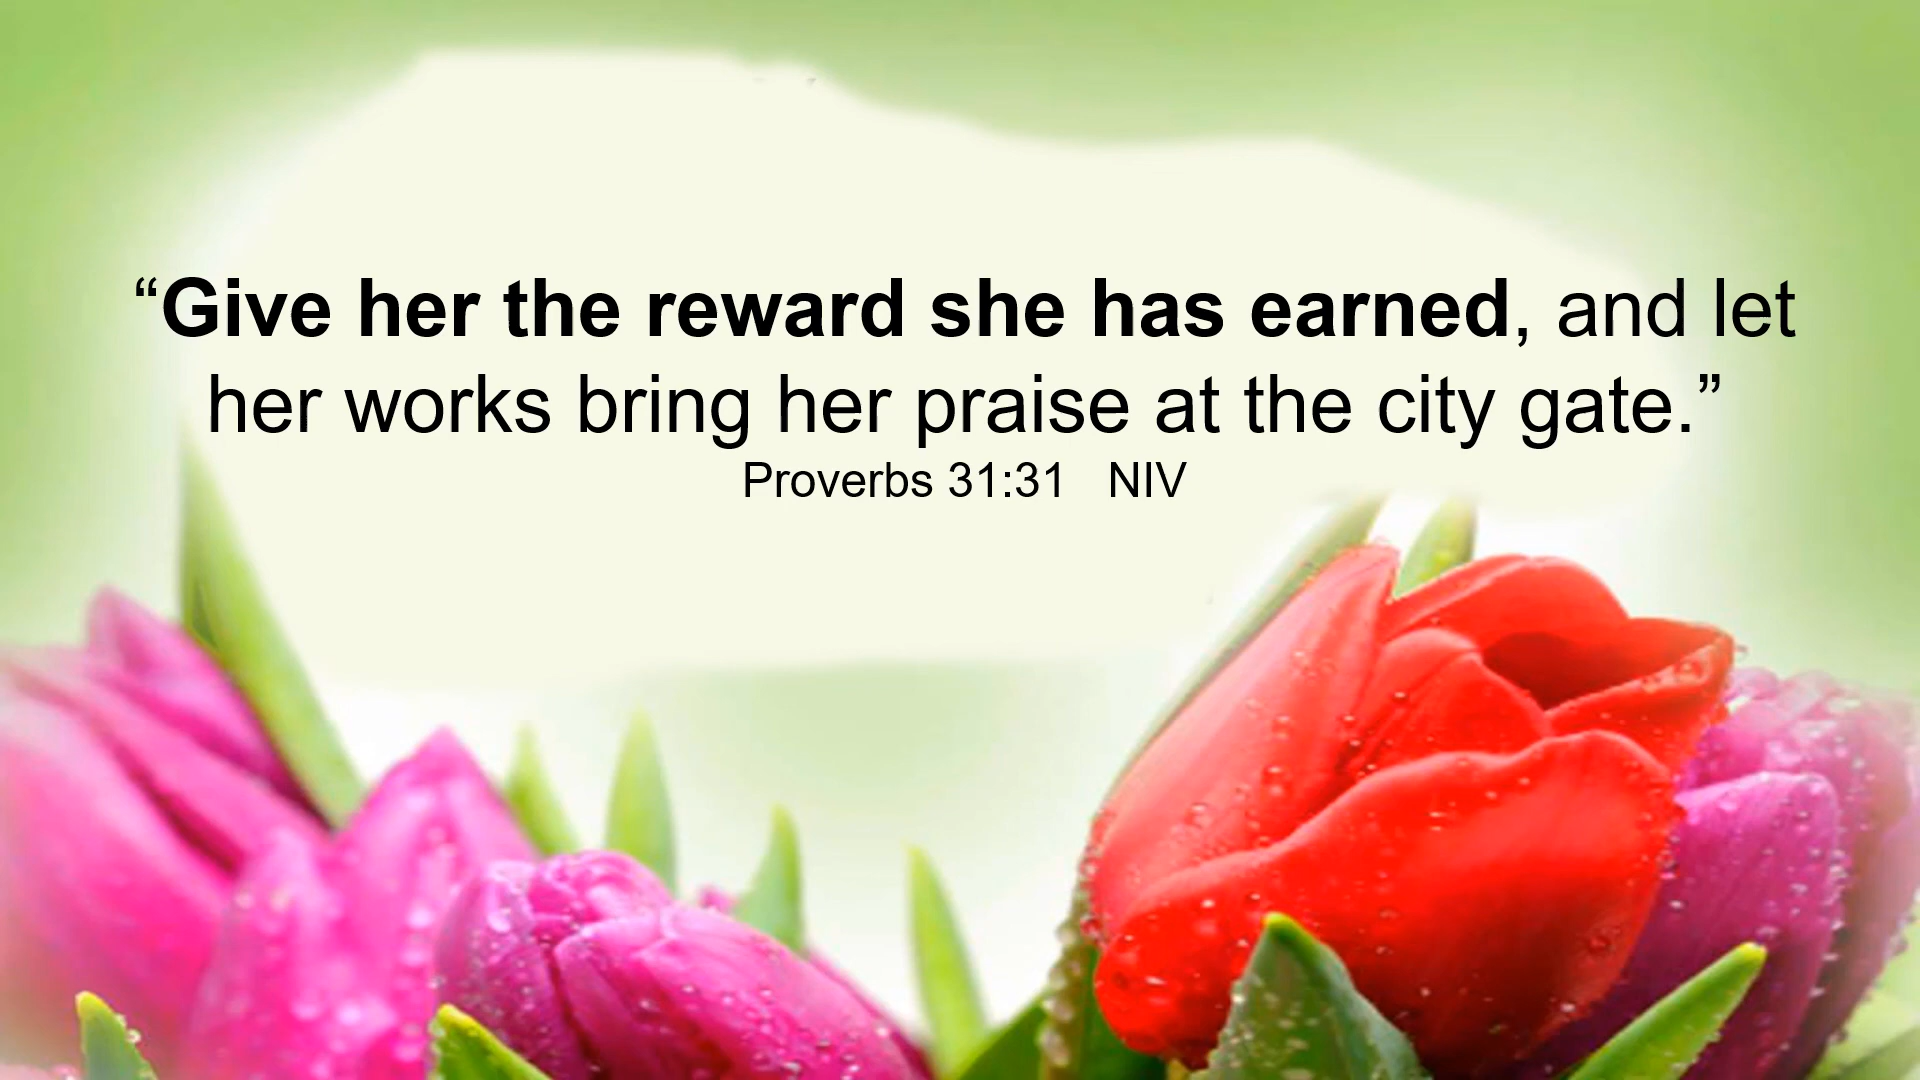 “Give her the reward she has earned, and let
her works bring her praise at the city gate.”
Proverbs 31:31   NIV